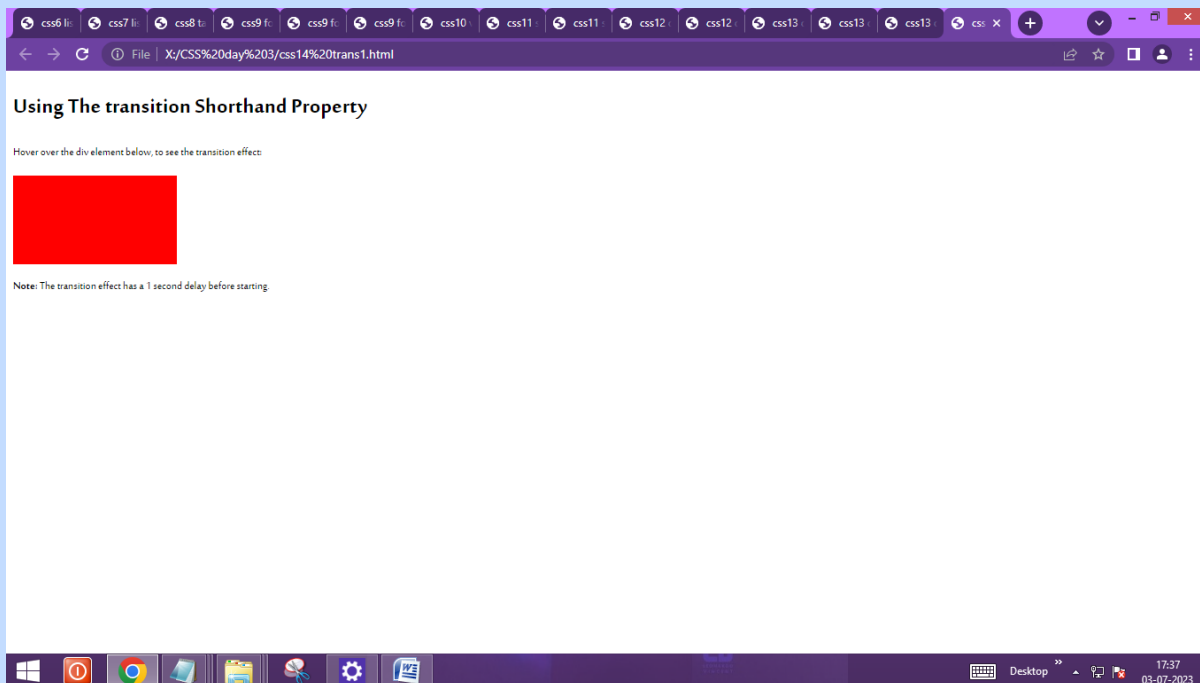 css6 lis css7 lis css8 ta css9 fo css9 fo css9 fo css10 css11 css11 css12 css12 css13 css13 css13 css
File X:/CSS%20day%203/css14%20trans1.html
Using The transition Shorthand Property
Hover over the div element below, to see the transition effect:
Note: The transition effect has a 1 second delay before starting.
Desktop
17:37
03-07-2023